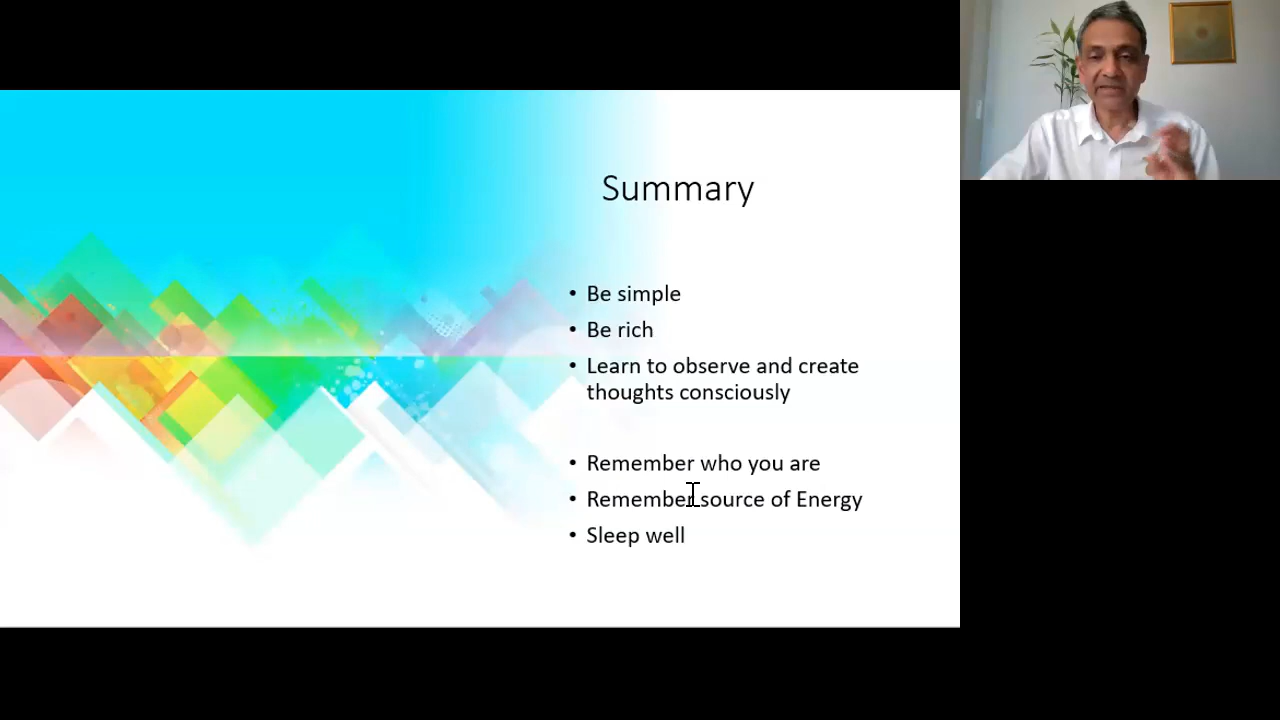 Summary
• Be simple
• Be rich
• Learn to observe and create
thoughts consciously
• Remember who you are
• Remember source of Energy
• Sleep well